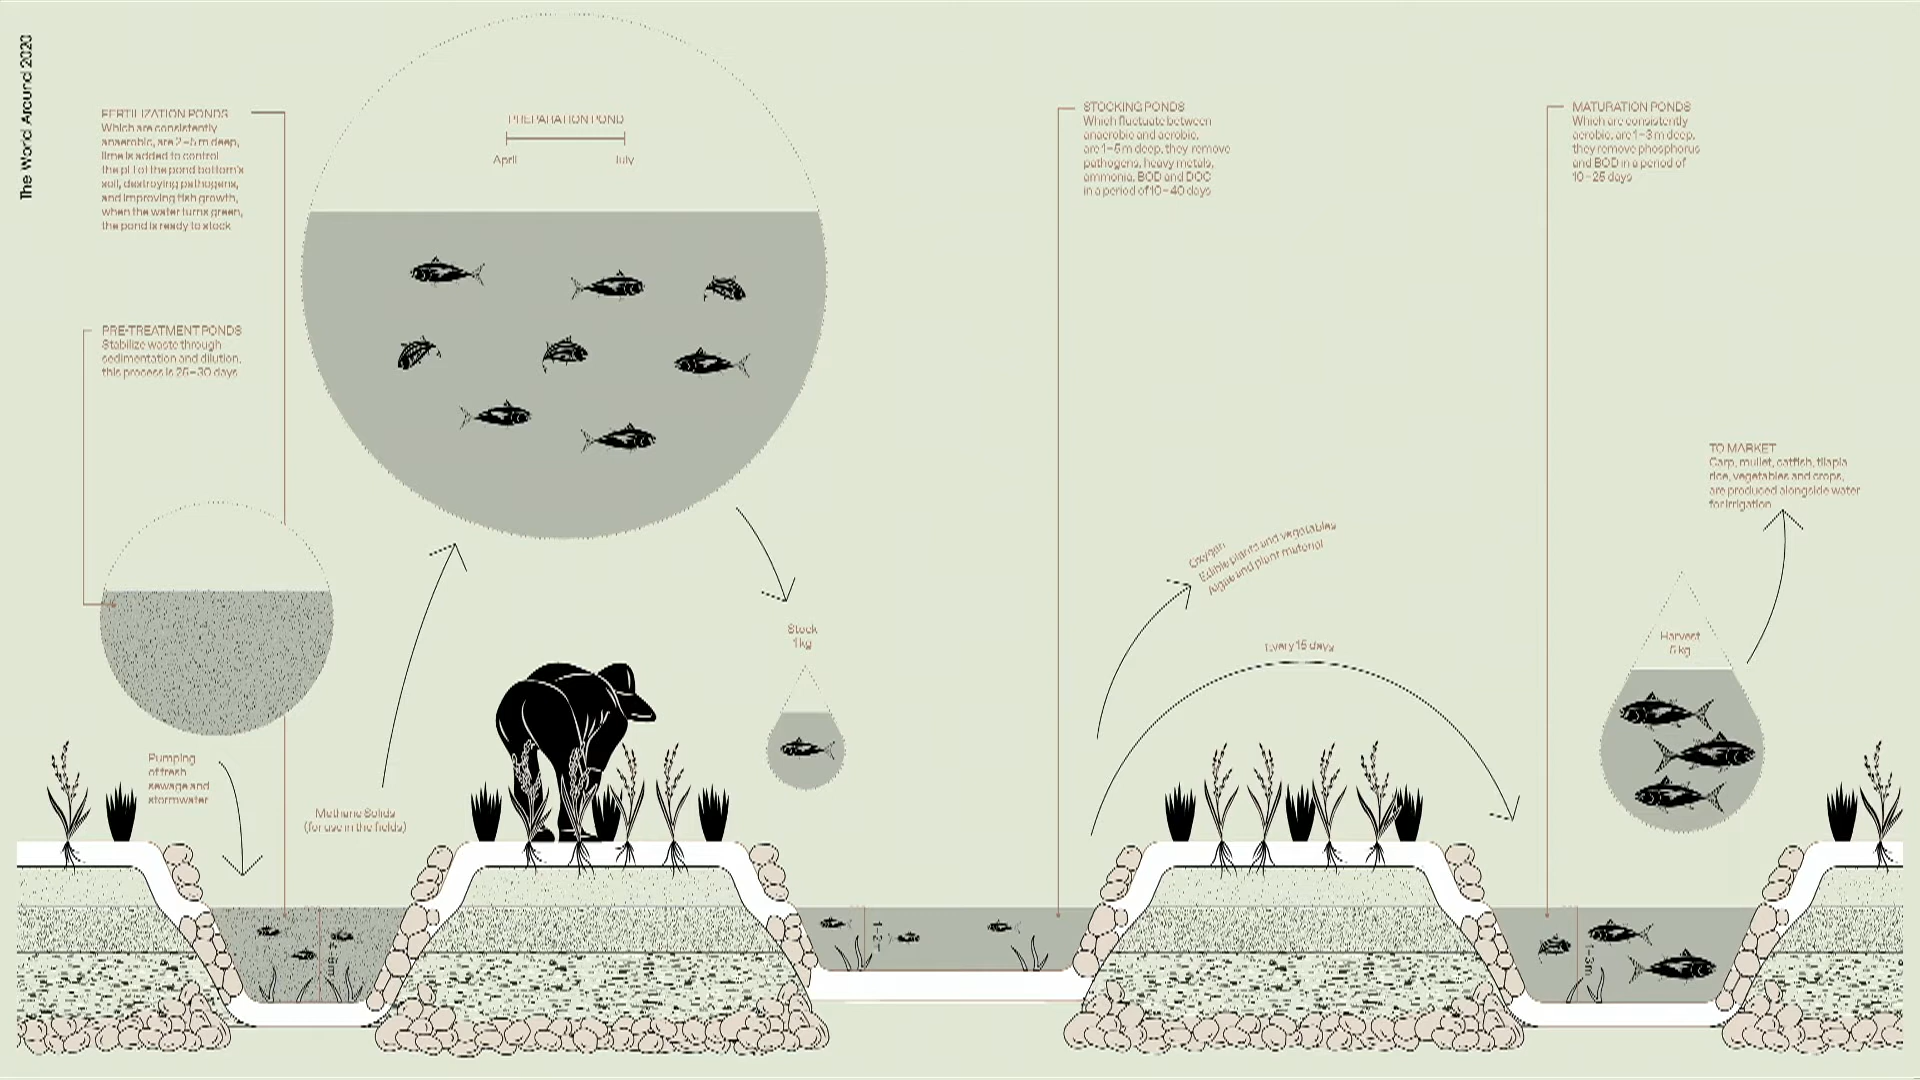 The World Around 2020
FERTILIZATION PONDS
Which are consistently
anaerobic, are 2–5 m deep,
lime is added to control
the pH of the pond bottom's
soil, destroying pathogens,
and improving fish growth,
when the water turns green,
the pond is ready to stock
PRE-TREATMENT PONDS
Stabilize waste through
sedimentation and dilution,
this process is 25–30 days
PREPARATION POND
April
July
Pumping
of fresh
sewage and
stormwater
Methane Solids
(for use in the fields)
Stock
1 kg
STOCKING PONDS
Which fluctuate between
anaerobic and aerobic,
are 1–5 m deep, they remove
pathogens, heavy metals,
ammonia, BOD and DOC
in a period of 10–40 days
Oxygen
Edible plants and vegetables
Algae and plant material
Every 15 days
MATURATION PONDS
Which are consistently
aerobic, are 1–3 m deep,
they remove phosphorus
and BOD in a period of
10–25 days
TO MARKET
Carp, mullet, catfish, tilapia
rice, vegetables and crops,
are produced alongside water
for irrigation
Harvest
5 kg
1–3m